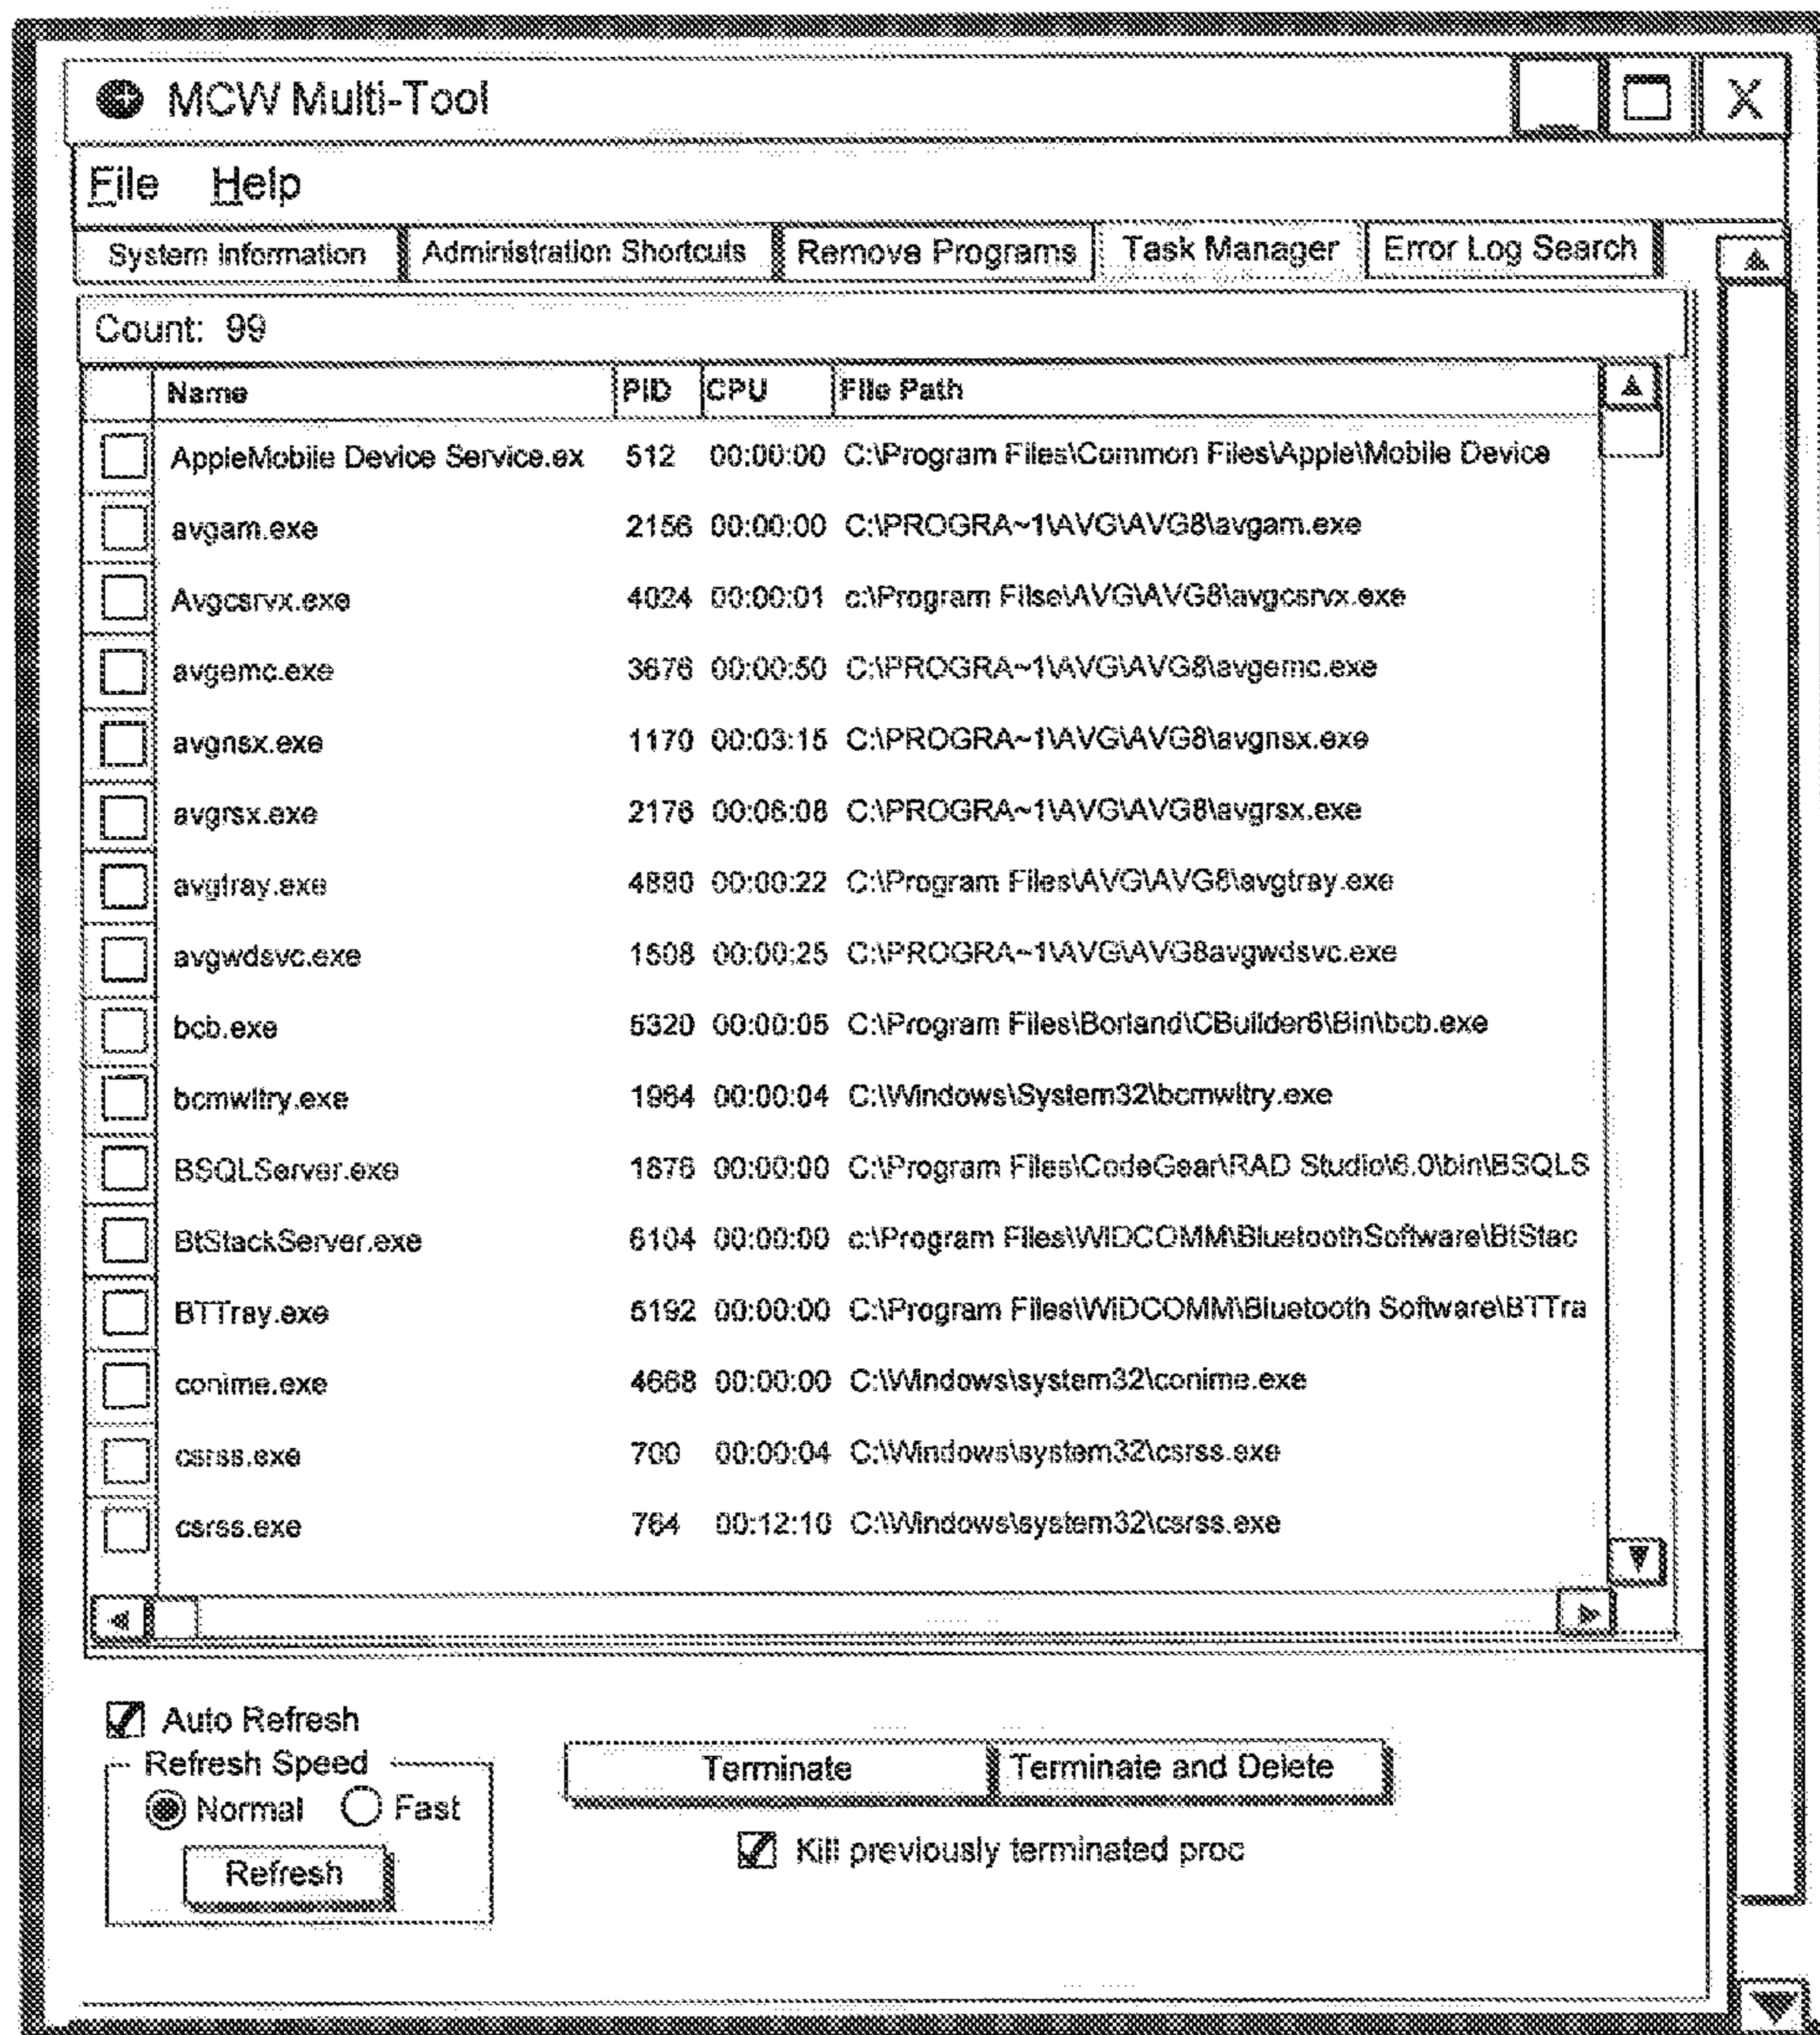 MCW Multi-Tool
File Help
System Information Administration Shortcuts Remove Programs Task Manager Error Log Search
Count: 99
Name PID CPU File Path
AppleMobile Device Service.ex 512 00:00:00 C:\Program Files\Common Files\Apple\Mobile Device
avgam.exe 2156 00:00:00 C:\PROGRA~1\AVG\AVG8\avgam.exe
Avgcsrvx.exe 4024 00:00:01 c:\Program Filse\AVG\AVG8\avgcsrvx.exe
avgemc.exe 3676 00:00:50 C:\PROGRA~1\AVG\AVG8\avgemc.exe
avgnsx.exe 1170 00:03:15 C:\PROGRA~1\AVG\AVG8\avgnsx.exe
avgrsx.exe 2176 00:06:08 C:\PROGRA~1\AVG\AVG8\avgrsx.exe
avgtray.exe 4880 00:00:22 C:\Program Files\AVG\AVG8\avgtray.exe
avgwdsvc.exe 1508 00:00:25 C:\PROGRA~1\AVG\AVG8avgwdsvc.exe
bcb.exe 5320 00:00:05 C:\Program Files\Borland\CBuilder6\Bin\bcb.exe
bcmwltry.exe 1984 00:00:04 C:\Windows\System32\bcmwltry.exe
BSQLServer.exe 1876 00:00:00 C:\Program Files\CodeGear\RAD Studio\6.0\bin\BSQLS
BtStackServer.exe 6104 00:00:00 c:\Program Files\WIDCOMM\BluetoothSoftware\BtStac
BTTray.exe 5192 00:00:00 C:\Program Files\WIDCOMM\Bluetooth Software\BTTra
conime.exe 4668 00:00:00 C:\Windows\system32\conime.exe
csrss.exe 700 00:00:04 C:\Windows\system32\csrss.exe
csrss.exe 764 00:12:10 C:\Windows\system32\csrss.exe
Auto Refresh
Refresh Speed
Normal Fast
Refresh
Terminate Terminate and Delete
Kill previously terminated proc